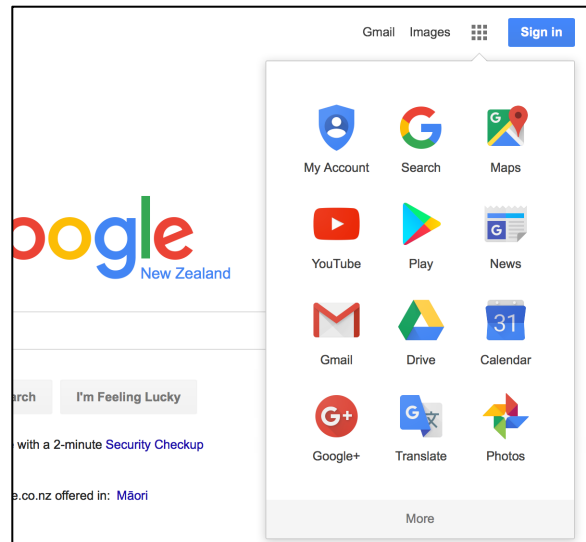 Gmail Images Sign in
My Account Search Maps
YouTube Play News
31
Gmail Drive Calendar
G+
Google+ Translate Photos
More
oogle
New Zealand
arch I'm Feeling Lucky
with a 2-minute Security Checkup
e.co.nz offered in: Māori